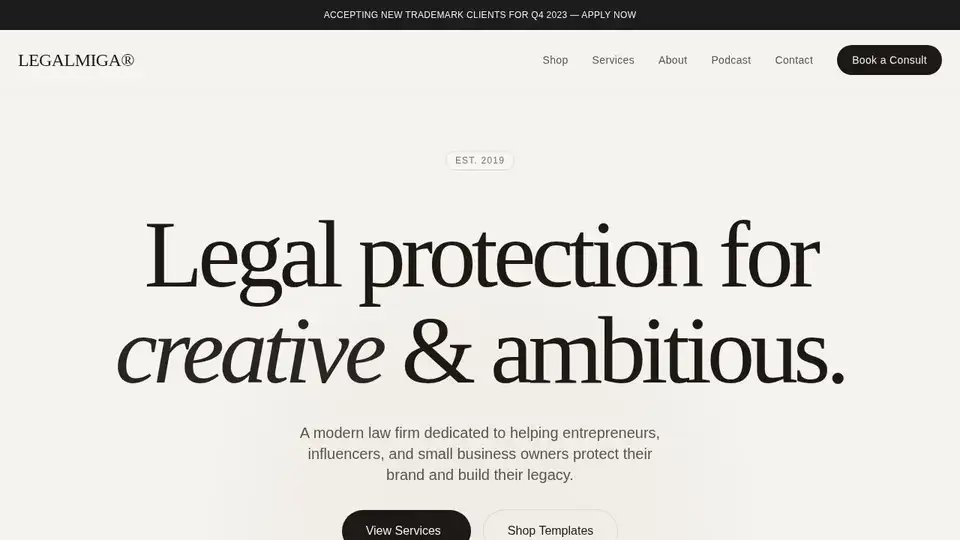 ACCEPTING NEW TRADEMARK CLIENTS FOR Q4 2023 — APPLY NOW
LEGALMIGA®
Shop
Services
About
Podcast
Contact
Book a Consult
EST. 2019
Legal protection for
creative & ambitious.
A modern law firm dedicated to helping entrepreneurs,
influencers, and small business owners protect their
brand and build their legacy.
View Services
Shop Templates